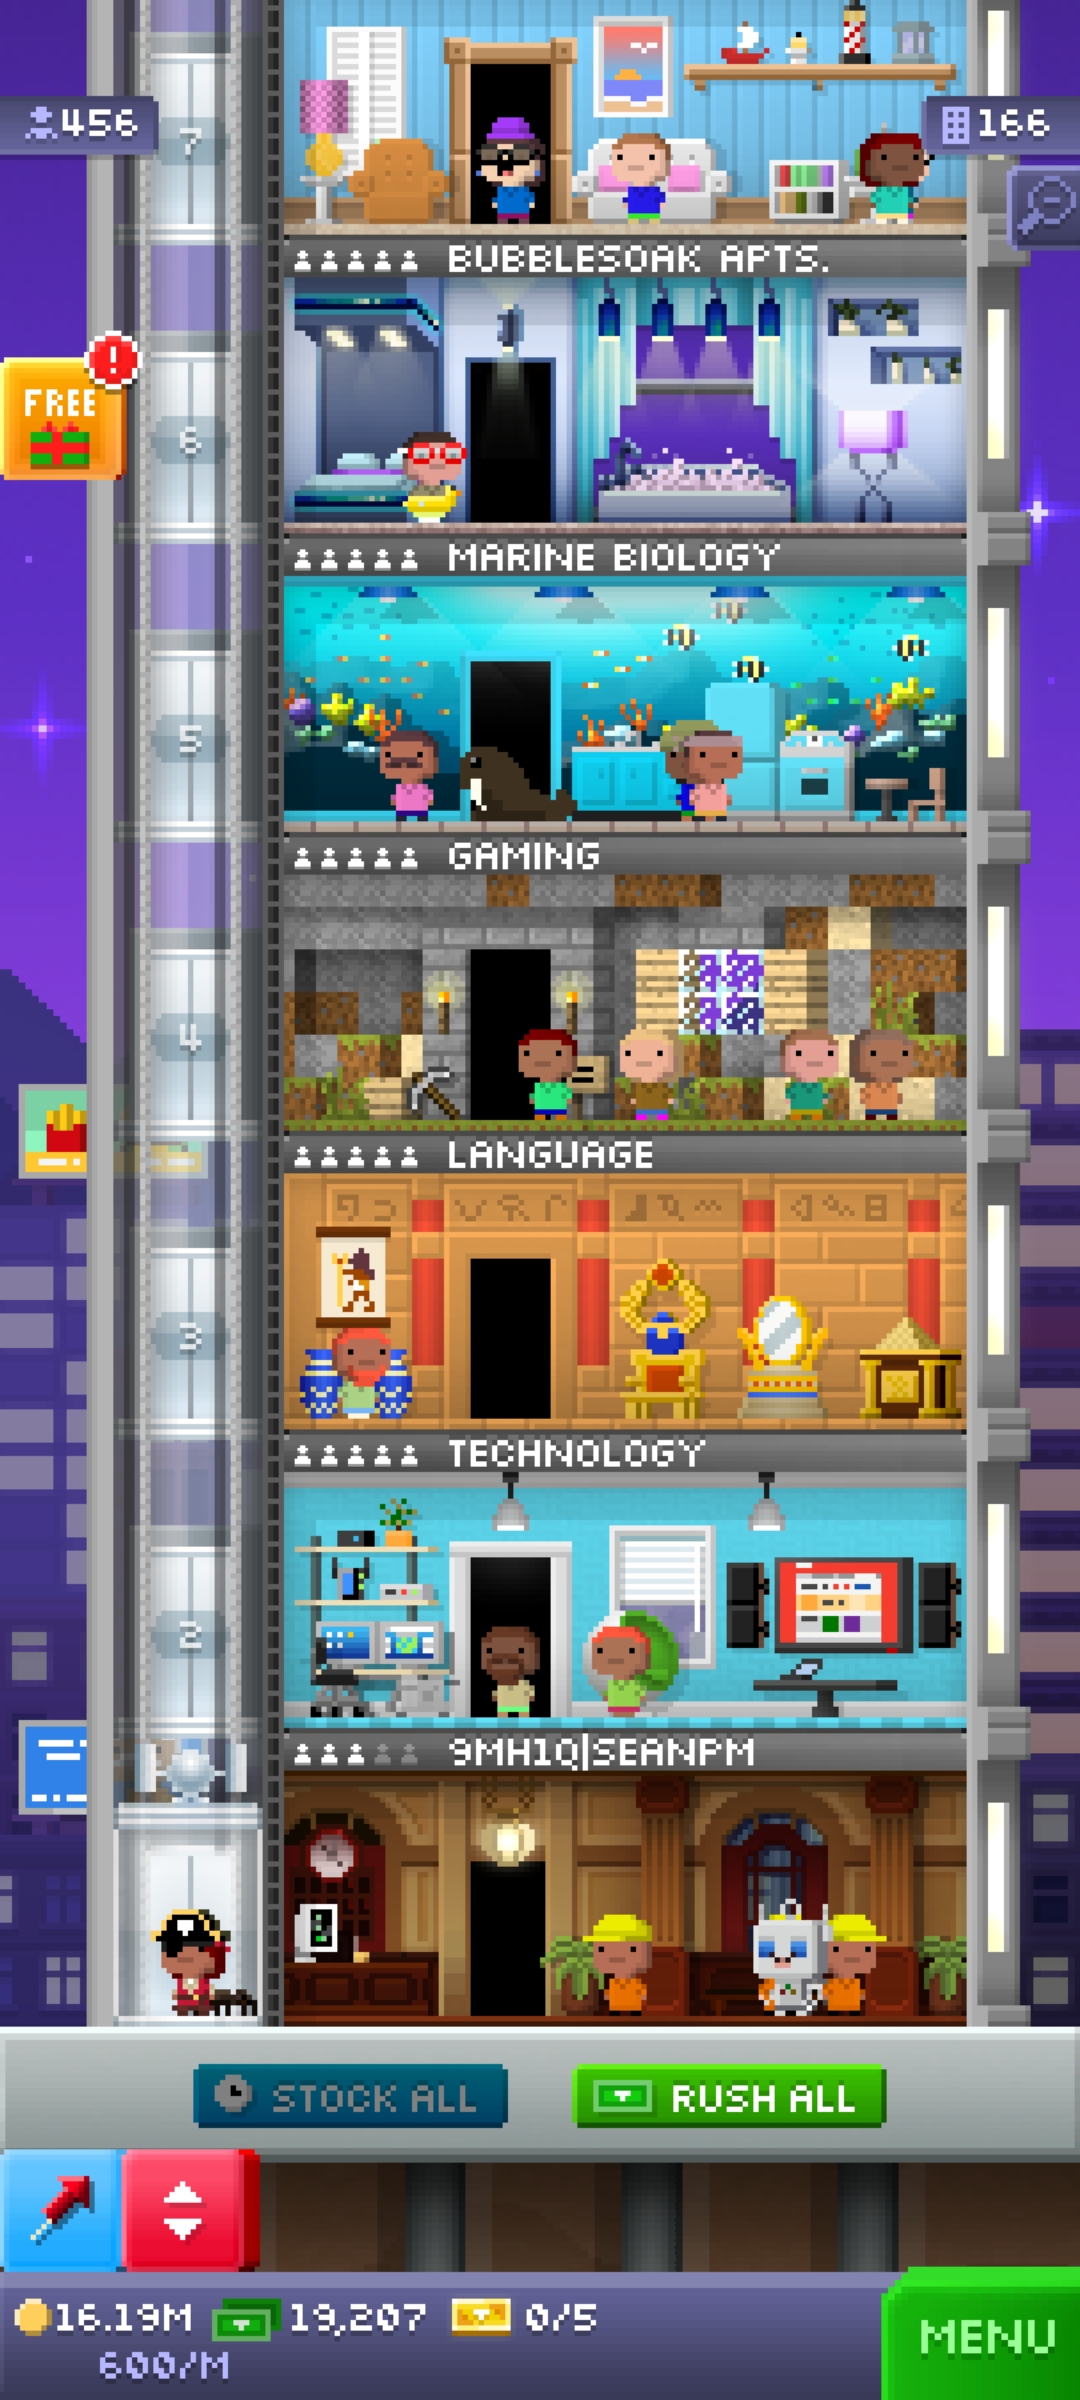 456
7
166
BUBBLESOAK APTS.
FREE
!
6
MARINE BIOLOGY
5
GAMING
4
LANGUAGE
3
TECHNOLOGY
2
9MH1Q|SEANPM
STOCK ALL
RUSH ALL
16.19M 19,207 0/5
600/M
MENU